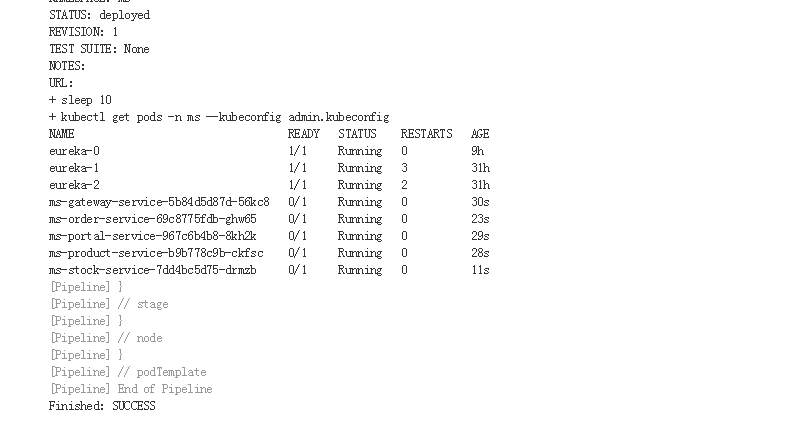 NAMESPACE: ms
STATUS: deployed
REVISION: 1
TEST SUITE: None
NOTES:
URL:
+ sleep 10
+ kubectl get pods -n ms --kubeconfig admin.kubeconfig
NAME READY STATUS RESTARTS AGE
eureka-0 1/1 Running 0 9h
eureka-1 1/1 Running 3 31h
eureka-2 1/1 Running 2 31h
ms-gateway-service-5b84d5d87d-56kc8 0/1 Running 0 30s
ms-order-service-69c8775fdb-ghw65 0/1 Running 0 23s
ms-portal-service-967c6b4b8-8kh2k 0/1 Running 0 29s
ms-product-service-b9b778c9b-ckfsc 0/1 Running 0 28s
ms-stock-service-7dd4bc5d75-drmzb 0/1 Running 0 11s
[Pipeline] }
[Pipeline] // stage
[Pipeline] }
[Pipeline] // node
[Pipeline] }
[Pipeline] // podTemplate
[Pipeline] End of Pipeline
Finished: SUCCESS